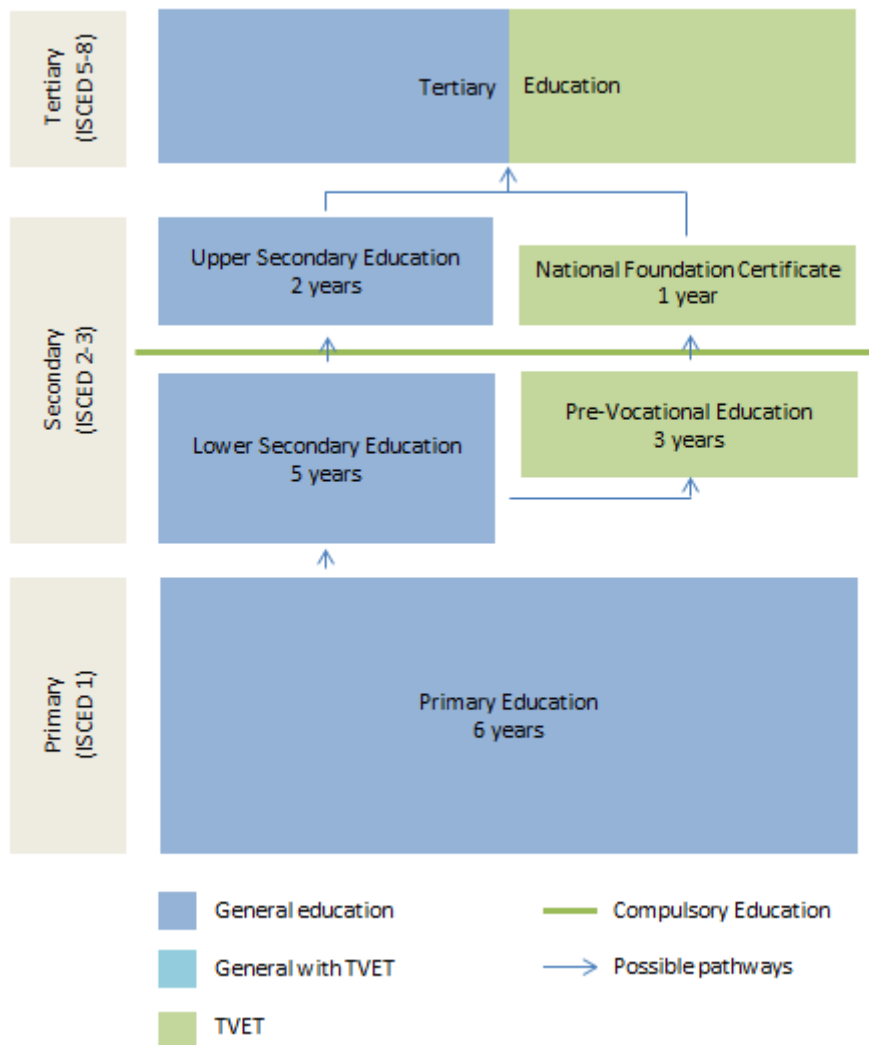 Tertiary
(ISCED 5-8)
Tertiary
Education
Secondary
(ISCED 2-3)
Upper Secondary Education
2 years
National Foundation Certificate
1 year
Lower Secondary Education
5 years
Pre-Vocational Education
3 years
Primary
(ISCED 1)
Primary Education
6 years
General education
Compulsory Education
General with TVET
Possible pathways
TVET